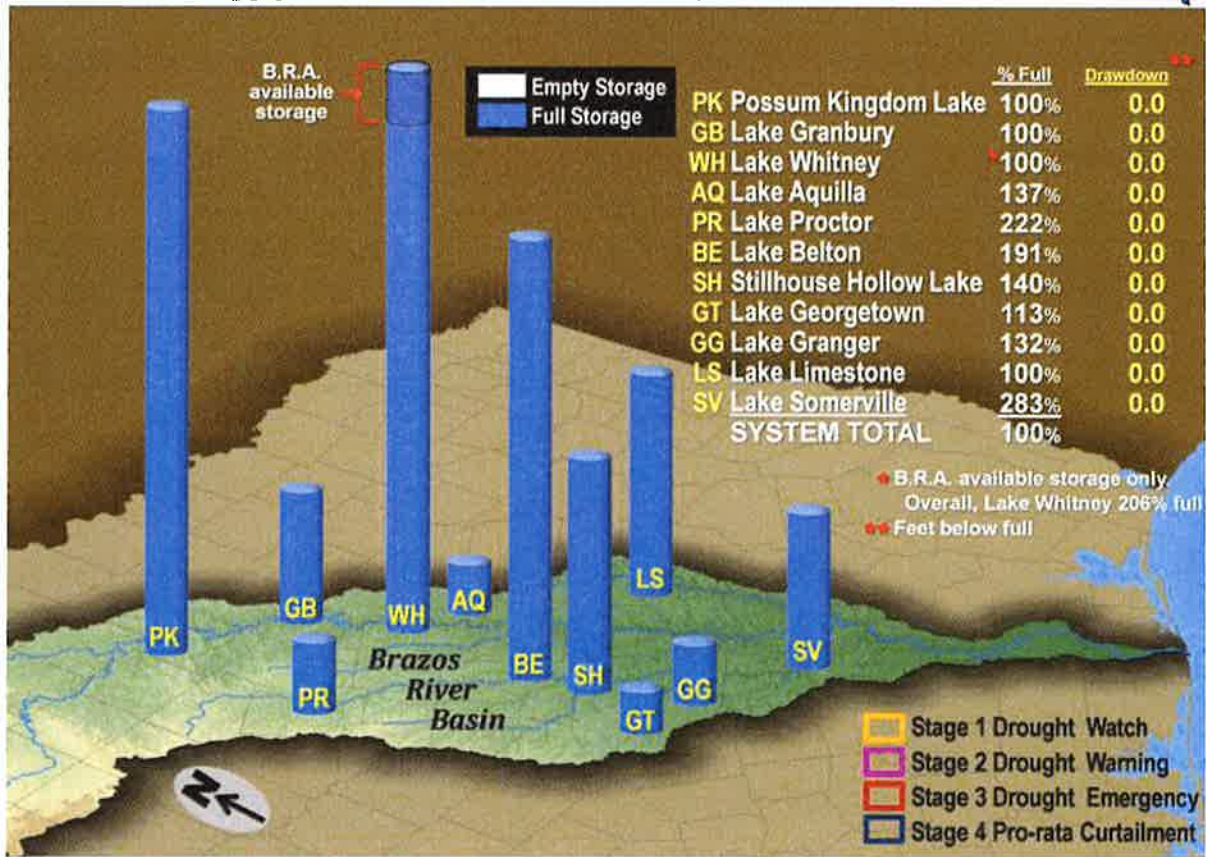 B.R.A.
available
storage
Empty Storage
Full Storage
% Full Drawdown **
PK Possum Kingdom Lake 100% 0.0
GB Lake Granbury 100% 0.0
WH Lake Whitney *100% 0.0
AQ Lake Aquilla 137% 0.0
PR Lake Proctor 222% 0.0
BE Lake Belton 191% 0.0
SH Stillhouse Hollow Lake 140% 0.0
GT Lake Georgetown 113% 0.0
GG Lake Granger 132% 0.0
LS Lake Limestone 100% 0.0
SV Lake Somerville 283% 0.0
SYSTEM TOTAL 100%
* B.R.A. available storage only.
Overall, Lake Whitney 206% full
** Feet below full
PK
GB
WH
AQ
LS
PR
BE
SH
GT
GG
SV
Brazos
River
Basin
N
Stage 1 Drought Watch
Stage 2 Drought Warning
Stage 3 Drought Emergency
Stage 4 Pro-rata Curtailment